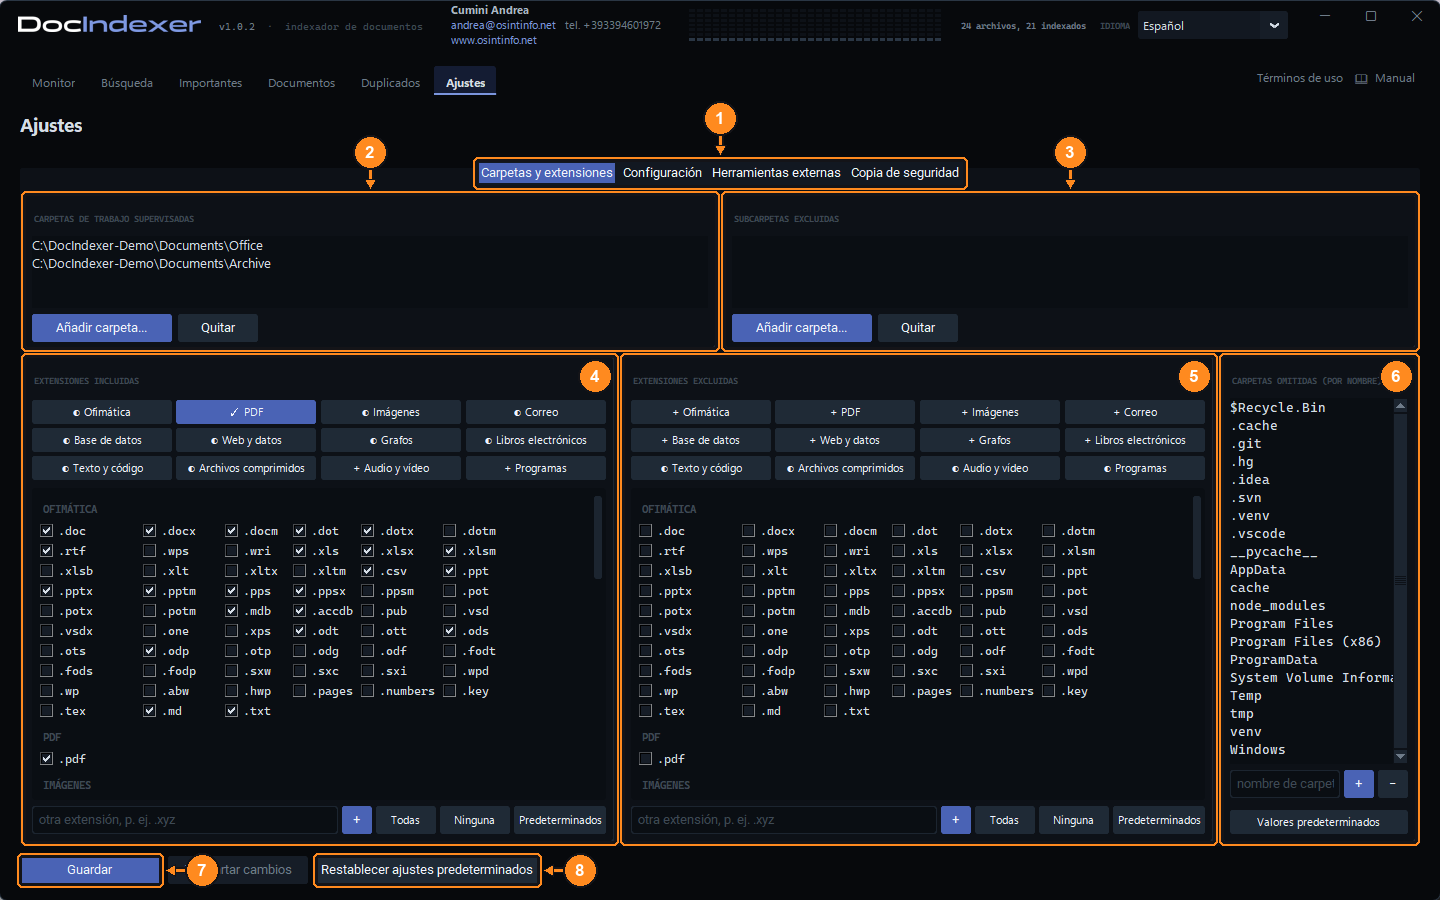 DocIndexer v1.0.2 · indexador de documentos
Cumini Andrea
andrea@osintinfo.net tel. +393394601972
www.osintinfo.net
24 archivos, 21 indexados IDIOMA Español
Monitor Búsqueda Importantes Documentos Duplicados Ajustes
Términos de uso Manual
Ajustes
1
2
3
Carpetas y extensiones Configuración Herramientas externas Copia de seguridad
CARPETAS DE TRABAJO SUPERVISADAS
C:\DocIndexer-Demo\Documents\Office
C:\DocIndexer-Demo\Documents\Archive
Añadir carpeta... Quitar
SUBCARPETAS EXCLUIDAS
Añadir carpeta... Quitar
EXTENSIONES INCLUIDAS 4
Ofimática ✓ PDF Imágenes Correo
Base de datos Web y datos Grafos Libros electrónicos
Texto y código Archivos comprimidos + Audio y vídeo + Programas
OFIMÁTICA
.doc .docx .docm .dot .dotx .dotm
.rtf .wps .wri .xls .xlsx .xlsm
.xlsb .xlt .xltx .xltm .csv .ppt
.pptx .pptm .pps .ppsx .ppsm .pot
.potx .potm .mdb .accdb .pub .vsd
.vsdx .one .xps .odt .ott .ods
.ots .odp .otp .odg .odf .fodt
.fods .fodp .sxw .sxc .sxi .wpd
.wp .abw .hwp .pages .numbers .key
.tex .md .txt
PDF
.pdf
IMÁGENES
otra extensión, p. ej. .xyz + Todas Ninguna Predeterminados
EXTENSIONES EXCLUIDAS 5
+ Ofimática + PDF + Imágenes + Correo
+ Base de datos + Web y datos + Grafos + Libros electrónicos
Texto y código Archivos comprimidos Audio y vídeo Programas
OFIMÁTICA
.doc .docx .docm .dot .dotx .dotm
.rtf .wps .wri .xls .xlsx .xlsm
.xlsb .xlt .xltx .xltm .csv .ppt
.pptx .pptm .pps .ppsx .ppsm .pot
.potx .potm .mdb .accdb .pub .vsd
.vsdx .one .xps .odt .ott .ods
.ots .odp .otp .odg .odf .fodt
.fods .fodp .sxw .sxc .sxi .wpd
.wp .abw .hwp .pages .numbers .key
.tex .md .txt
PDF
.pdf
IMÁGENES
otra extensión, p. ej. .xyz + Todas Ninguna Predeterminados
CARPETAS OMITIDAS (POR NOMBRE 6
$Recycle.Bin
.cache
.git
.hg
.idea
.svn
.venv
.vscode
__pycache__
AppData
cache
node_modules
Program Files
Program Files (x86)
ProgramData
System Volume Informa
Temp
tmp
venv
Windows
nombre de carpet + -
Valores predeterminados
Guardar 7 rtar cambios Restablecer ajustes predeterminados 8